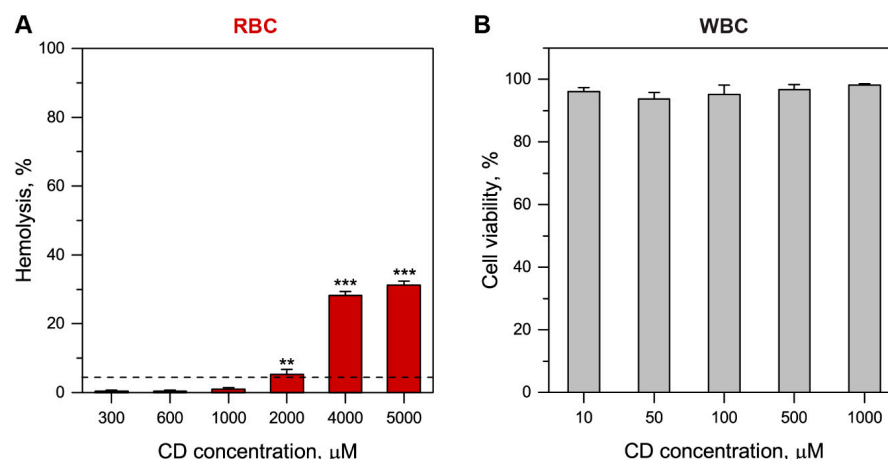 A
RBC
100
80
60
40
20
0
Hemolysis, %
**
***
***
300 600 1000 2000 4000 5000
CD concentration, μM
B
WBC
100
80
60
40
20
0
Cell viability, %
10 50 100 500 1000
CD concentration, μM